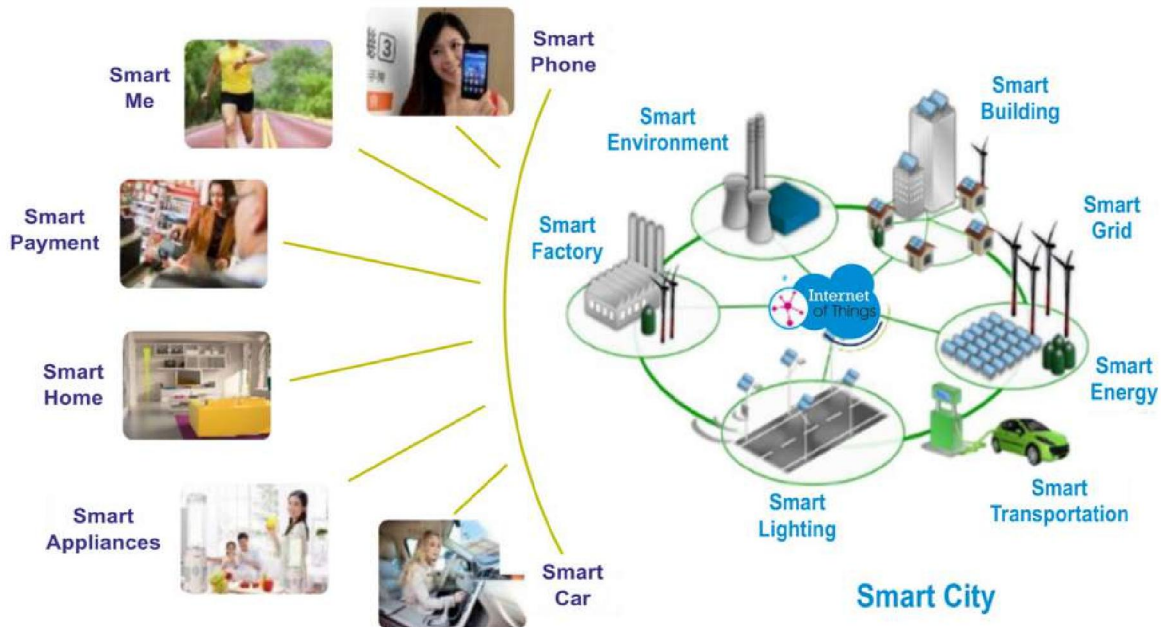 Smart
Phone
Smart
Me
3
Smart
Payment
Smart
Home
Smart
Appliances
Smart
Car
Smart
Building
Smart
Environment
Smart
Grid
Smart
Factory
Internet
of Things
Smart
Energy
Smart
Lighting
Smart
Transportation
Smart City